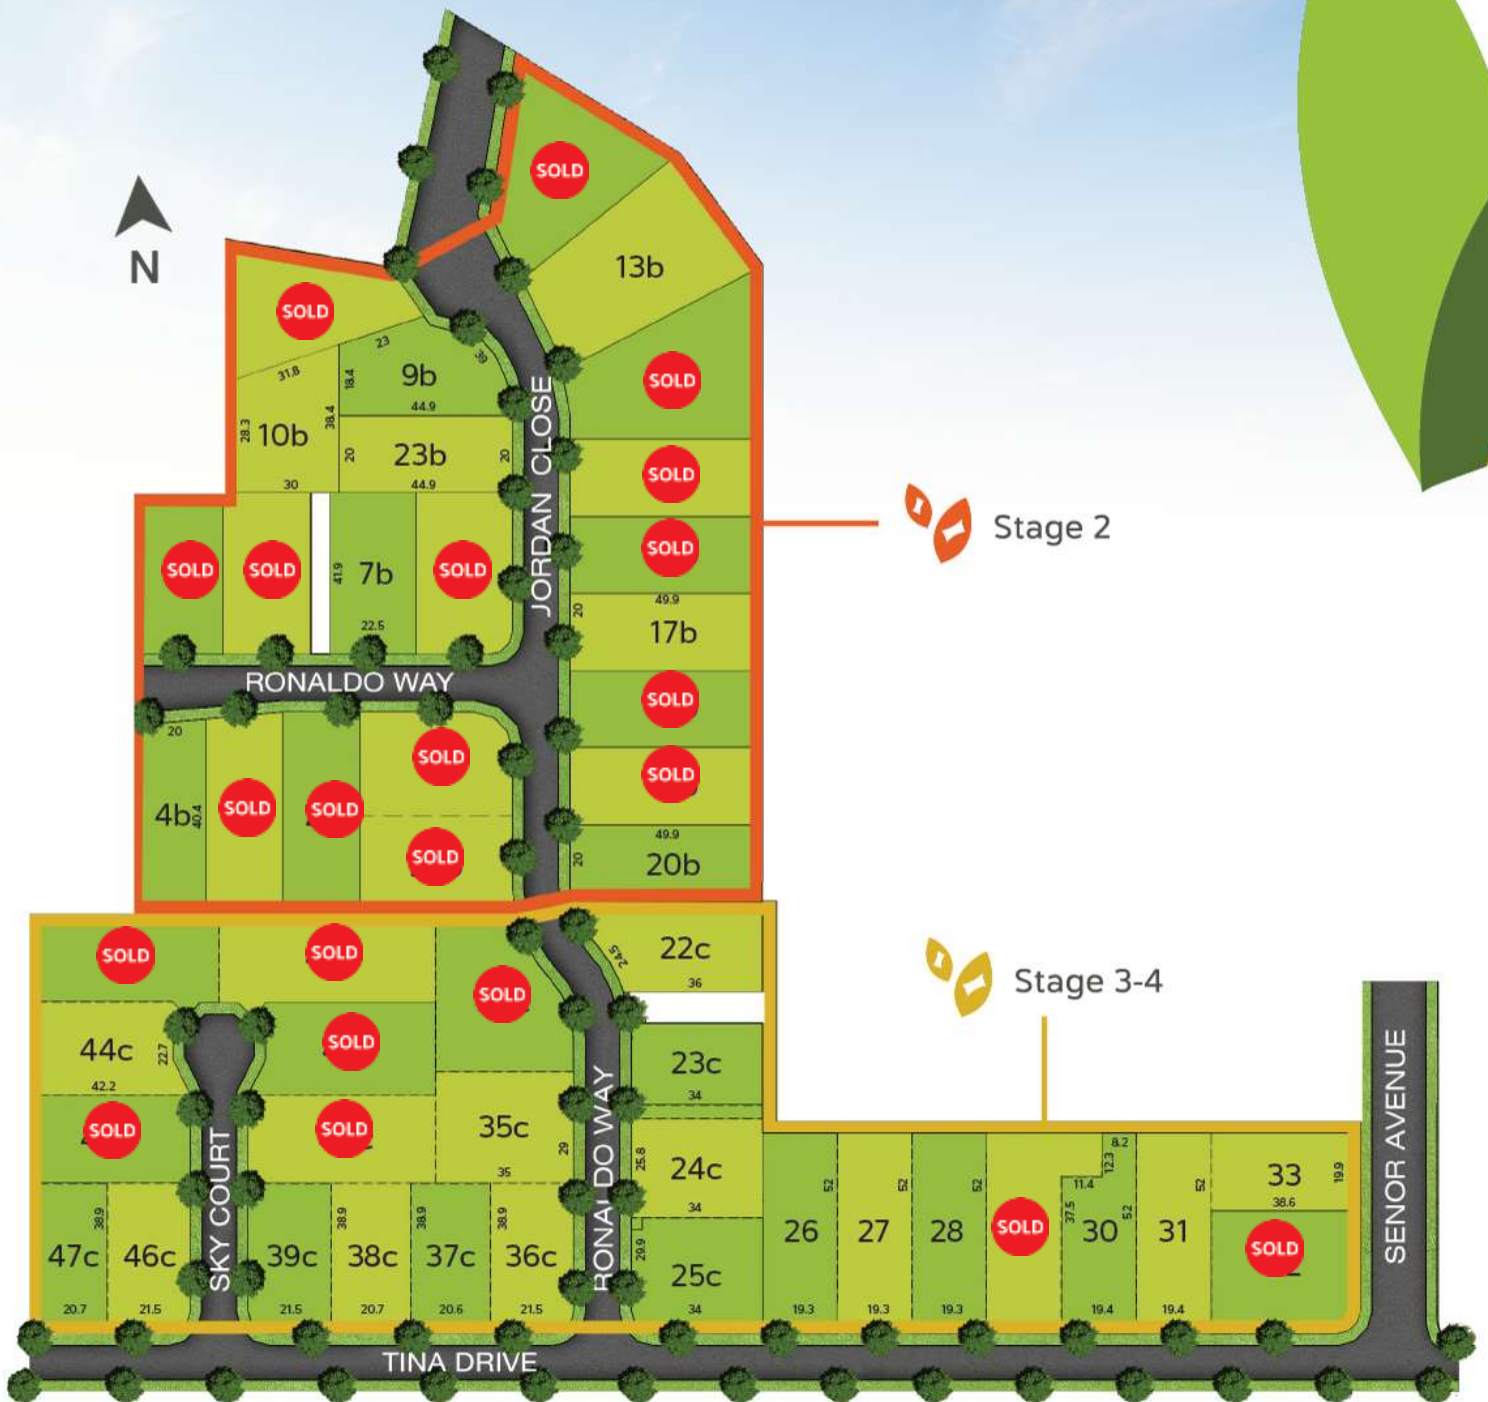 SOLD
13b
N
SOLD
23
39
31.8
18.4
9b
44.9
SOLD
28.3
10b
38.4
30
20
23b
20
44.9
JORDAN CLOSE
SOLD
SOLD
Stage 2
SOLD
SOLD
41.9
7b
22.5
SOLD
49.9
20
17b
RONALDO WAY
SOLD
20
4b
40.4
SOLD
SOLD
SOLD
SOLD
SOLD
49.9
20
20b
SOLD
SOLD
SOLD
24.5
22c
36
Stage 3-4
44c
22.7
42.2
SOLD
23c
34
SOLD
SOLD
35c
29
35
RONALDO WAY
25.8
24c
34
SKY COURT
38.9
47c
20.7
46c
21.5
39c
21.5
38.9
38c
20.7
38.9
37c
20.6
38.9
36c
21.5
29.9
25c
34
52
26
19.3
52
27
19.3
52
28
19.3
SOLD
8.2
12.3
11.4
37.5
52
30
19.4
52
31
19.4
33
19.9
38.6
SOLD
SENOR AVENUE
TINA DRIVE